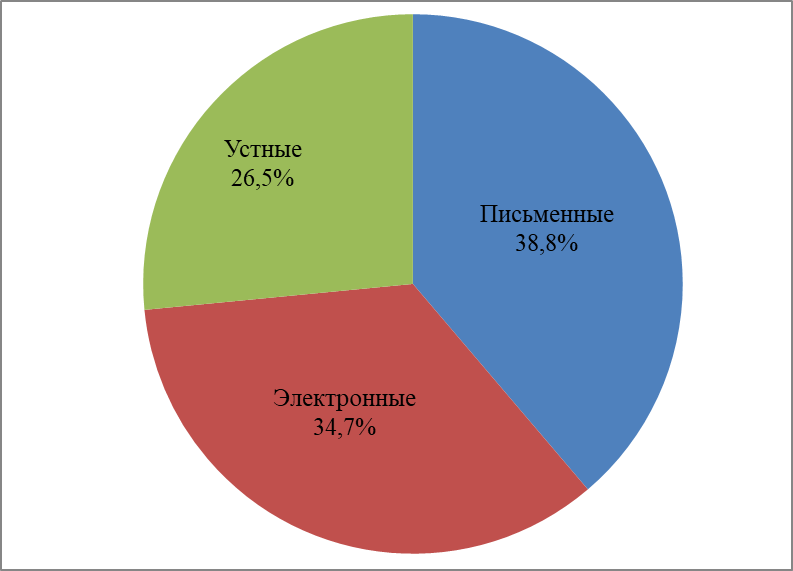 Устные
26,5%
Письменные
38,8%
Электронные
34,7%